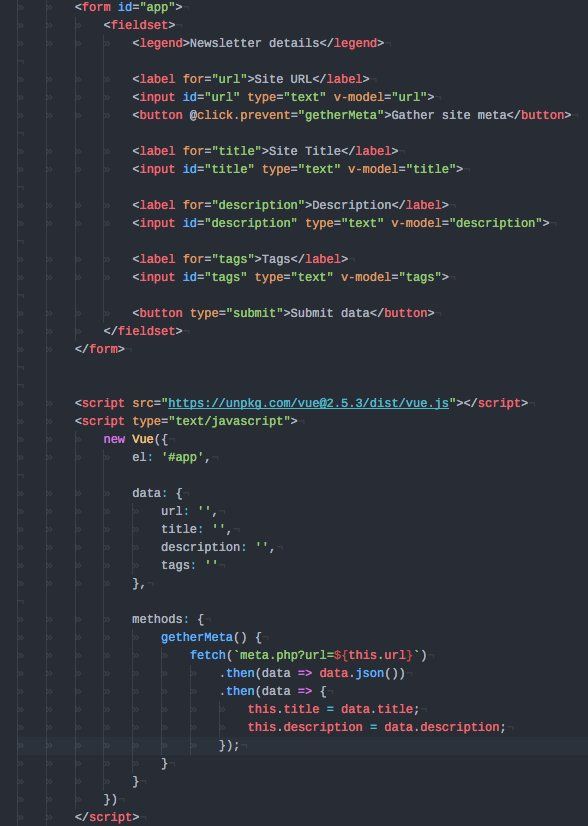 <form id="app">
<fieldset>
<legend>Newsletter details</legend>
<label for="url">Site URL</label>
<input id="url" type="text" v-model="url">
<button @click.prevent="getherMeta">Gather site meta</button>
<label for="title">Site Title</label>
<input id="title" type="text" v-model="title">
<label for="description">Description</label>
<input id="description" type="text" v-model="description">
<label for="tags">Tags</label>
<input id="tags" type="text" v-model="tags">
<button type="submit">Submit data</button>
</fieldset>
</form>
<script src="https://unpkg.com/vue@2.5.3/dist/vue.js"></script>
<script type="text/javascript">
new Vue({
el: '#app',
data: {
url: '',
title: '',
description: '',
tags: ''
},
methods: {
getherMeta() {
fetch(`meta.php?url=${this.url}`)
.then(data => data.json())
.then(data => {
this.title = data.title;
this.description = data.description;
});
}
}
})
</script>